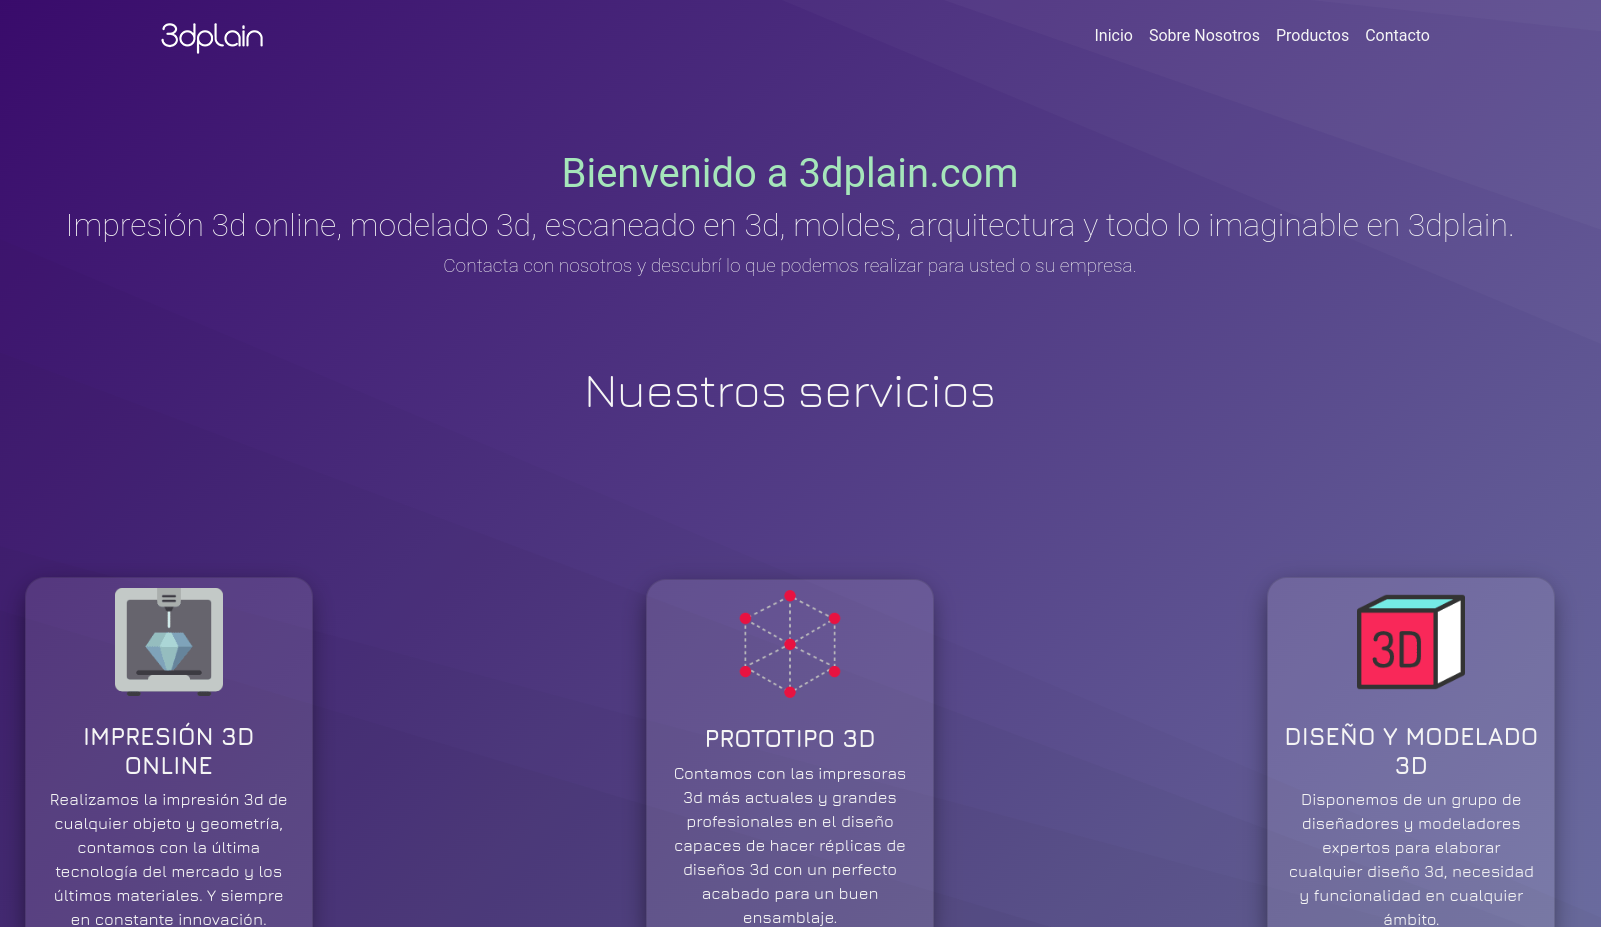 3dplain
Inicio Sobre Nosotros Productos Contacto
Bienvenido a 3dplain.com
Impresión 3d online, modelado 3d, escaneado en 3d, moldes, arquitectura y todo lo imaginable en 3dplain.
Contacta con nosotros y descubrí lo que podemos realizar para usted o su empresa.
Nuestros servicios
IMPRESIÓN 3D
ONLINE
Realizamos la impresión 3d de
cualquier objeto y geometría,
contamos con la última
tecnología del mercado y los
últimos materiales. Y siempre
en constante innovación.
PROTOTIPO 3D
Contamos con las impresoras
3d más actuales y grandes
profesionales en el diseño
capaces de hacer réplicas de
diseños 3d con un perfecto
acabado para un buen
ensamblaje.
3D
DISEÑO Y MODELADO
3D
Disponemos de un grupo de
diseñadores y modeladores
expertos para elaborar
cualquier diseño 3d, necesidad
y funcionalidad en cualquier
ámbito.